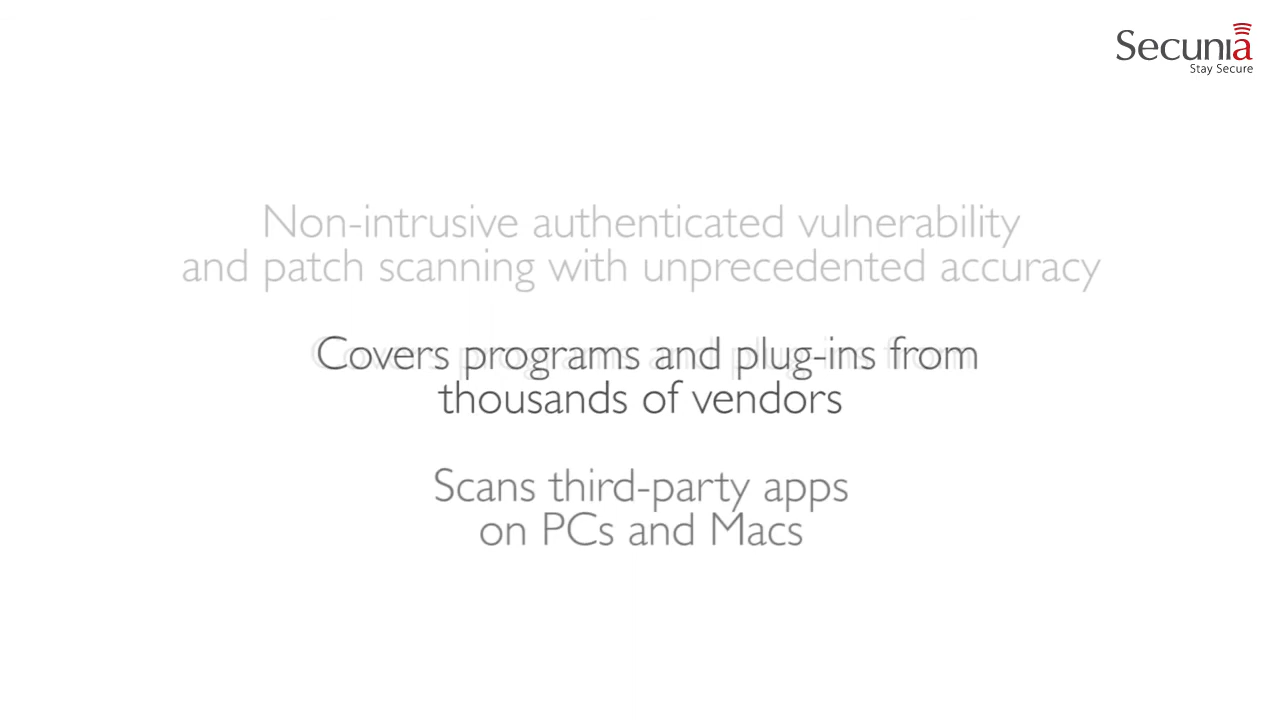 Secunia
Stay Secure
Non-intrusive authenticated vulnerability
and patch scanning with unprecedented accuracy
Covers programs and plug-ins from
thousands of vendors
Scans third-party apps
on PCs and Macs